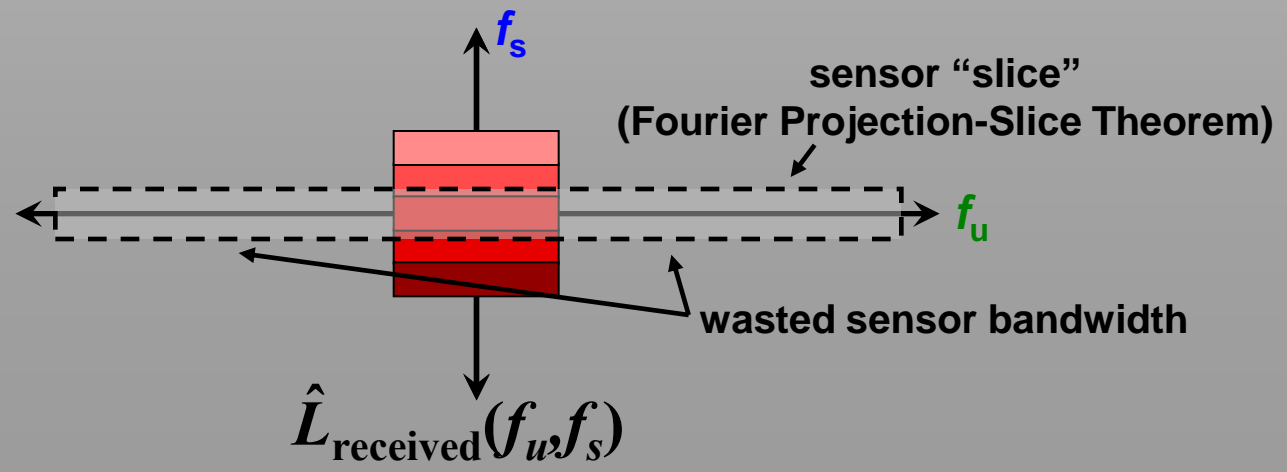 f_s
sensor “slice”
(Fourier Projection-Slice Theorem)
f_u
wasted sensor bandwidth
L̂_received(f_u,f_s)